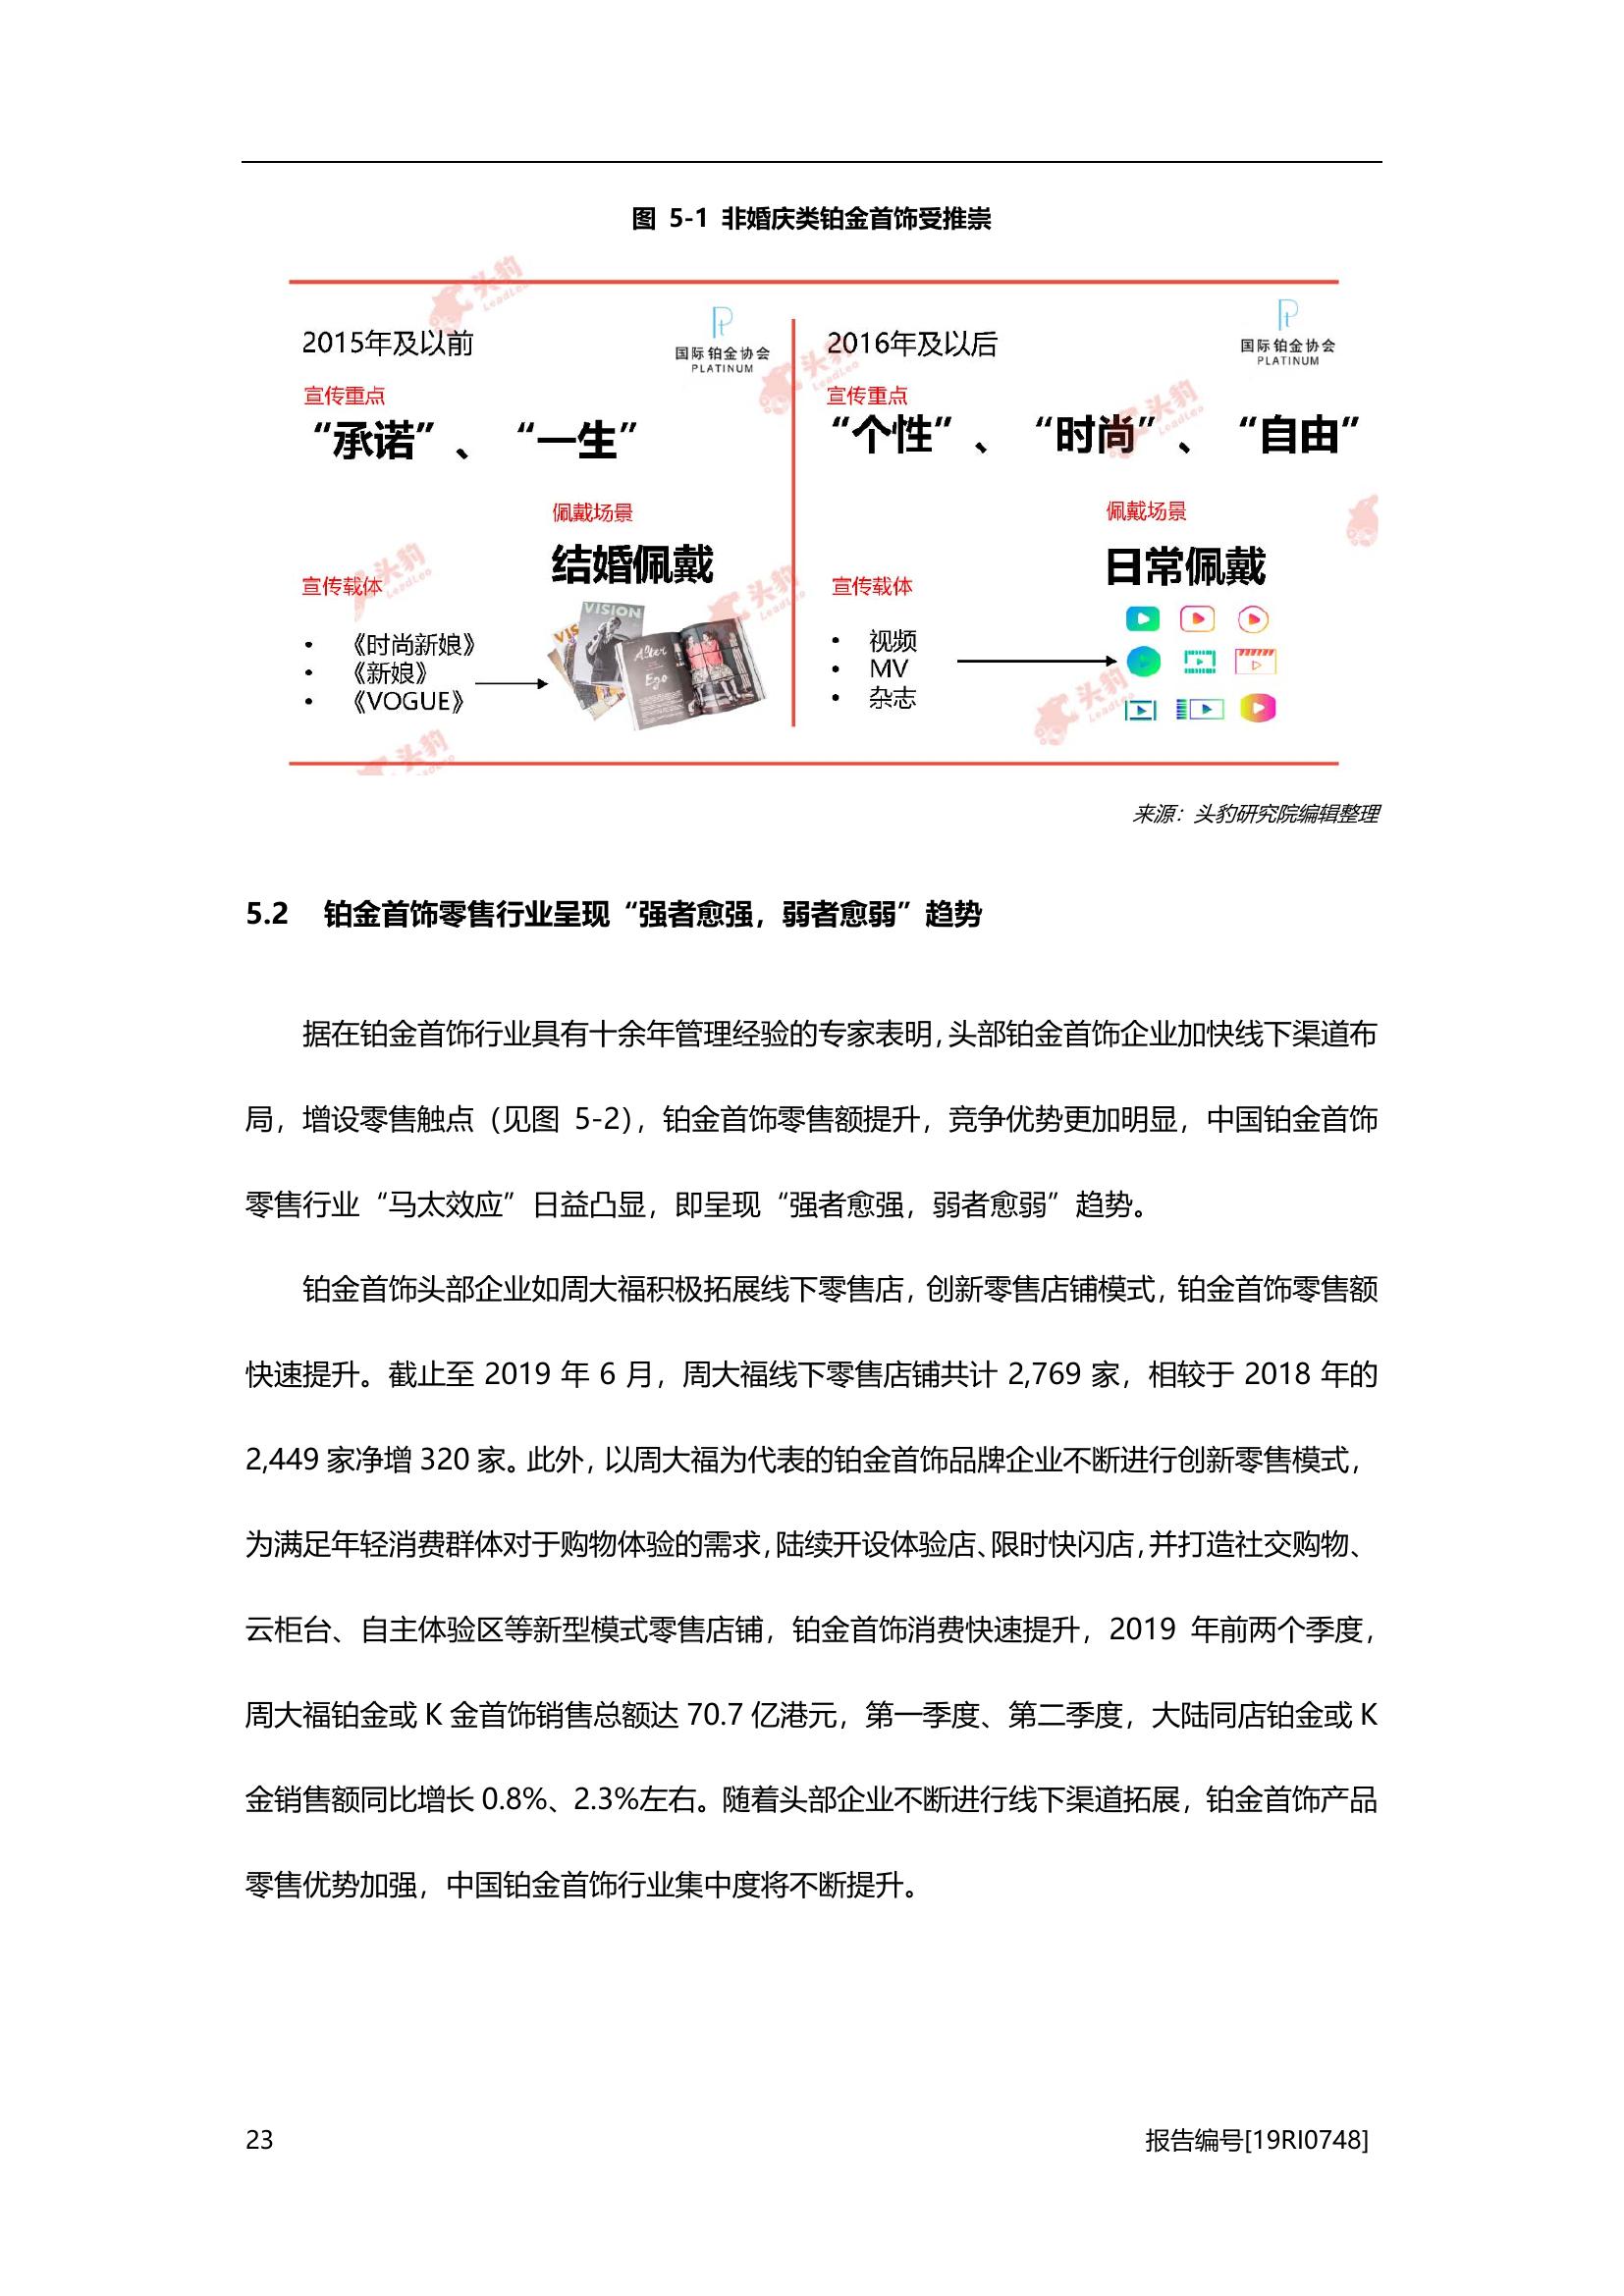 图 5-1 非婚庆类铂金首饰受推崇
2015年及以前
国际铂金协会
PLATINUM
宣传重点
“承诺”、“一生”
佩戴场景
结婚佩戴
宣传载体
• 《时尚新娘》
• 《新娘》
• 《VOGUE》
VISION
VIS
After
Ego
2016年及以后
国际铂金协会
PLATINUM
宣传重点
“个性”、“时尚”、“自由”
佩戴场景
日常佩戴
宣传载体
• 视频
• MV
• 杂志
头豹
LeadLeo
来源：头豹研究院编辑整理
5.2 铂金首饰零售行业呈现“强者愈强，弱者愈弱”趋势
据在铂金首饰行业具有十余年管理经验的专家表明，头部铂金首饰企业加快线下渠道布
局，增设零售触点（见图 5-2），铂金首饰零售额提升，竞争优势更加明显，中国铂金首饰
零售行业“马太效应”日益凸显，即呈现“强者愈强，弱者愈弱”趋势。
铂金首饰头部企业如周大福积极拓展线下零售店，创新零售店铺模式，铂金首饰零售额
快速提升。截止至 2019 年 6 月，周大福线下零售店铺共计 2,769 家，相较于 2018 年的
2,449 家净增 320 家。此外，以周大福为代表的铂金首饰品牌企业不断进行创新零售模式，
为满足年轻消费群体对于购物体验的需求，陆续开设体验店、限时快闪店，并打造社交购物、
云柜台、自主体验区等新型模式零售店铺，铂金首饰消费快速提升，2019 年前两个季度，
周大福铂金或 K 金首饰销售总额达 70.7 亿港元，第一季度、第二季度，大陆同店铂金或 K
金销售额同比增长 0.8%、2.3%左右。随着头部企业不断进行线下渠道拓展，铂金首饰产品
零售优势加强，中国铂金首饰行业集中度将不断提升。
23
报告编号[19RI0748]